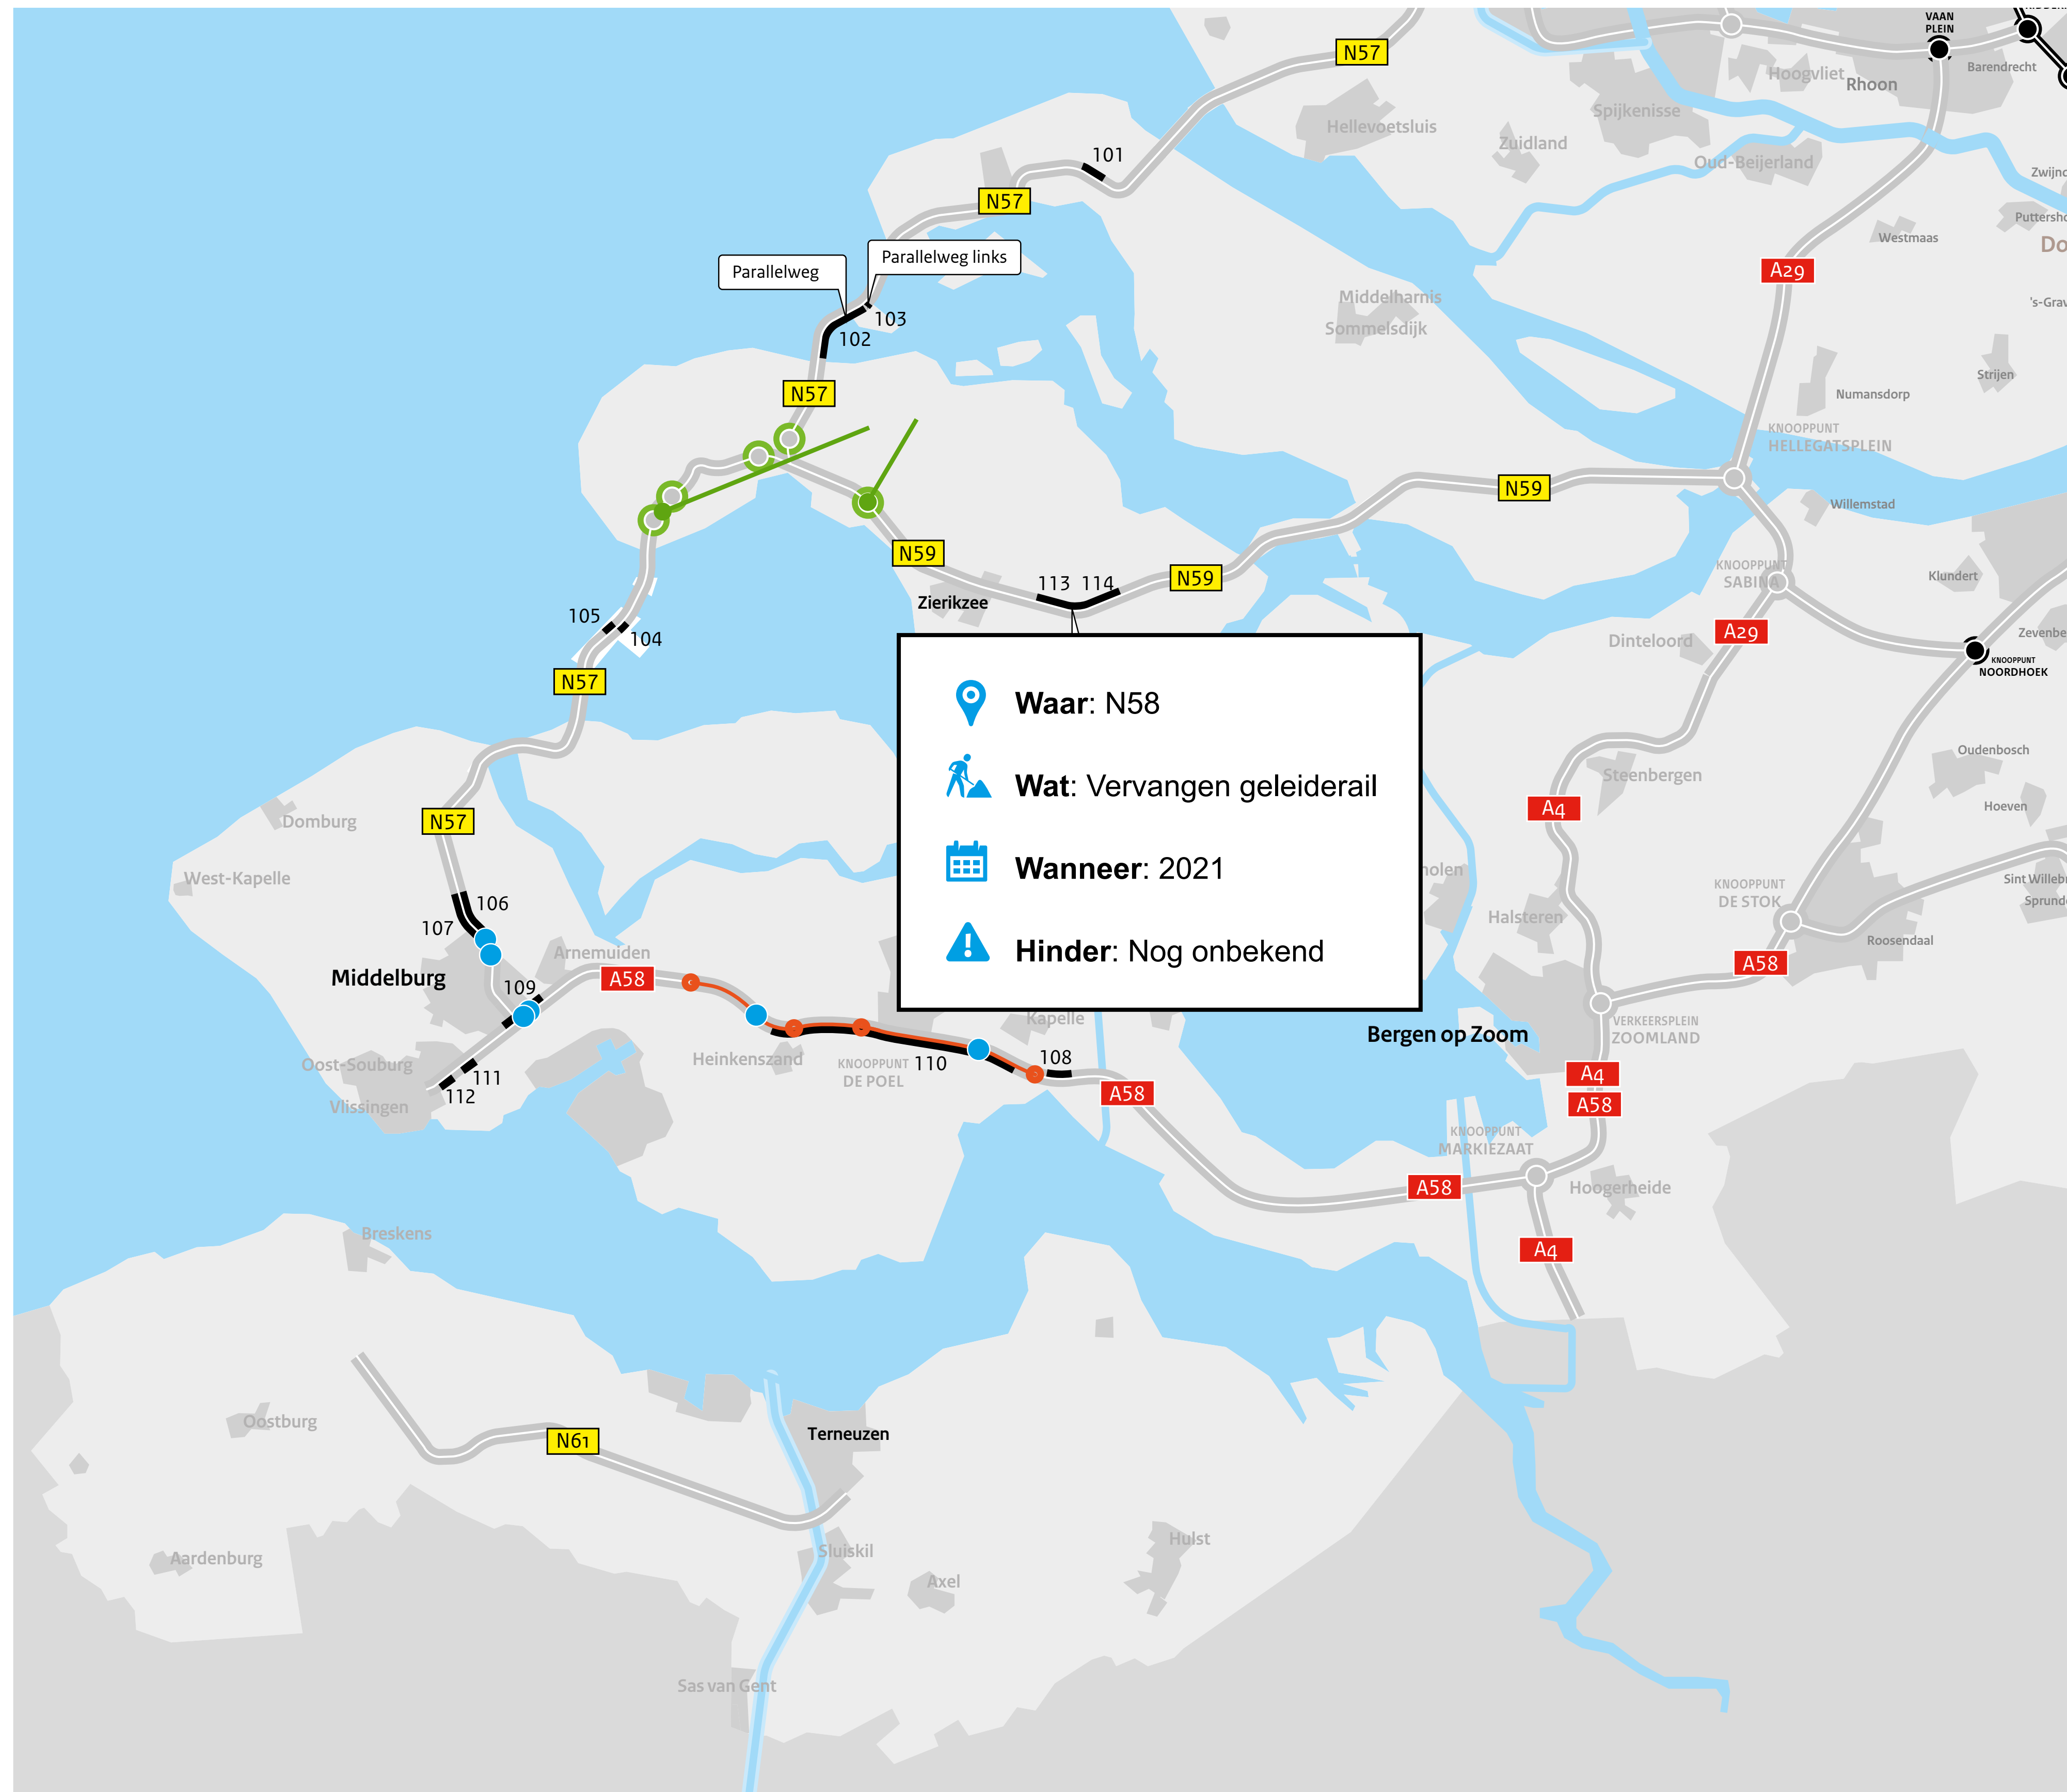 VAAN
PLEIN
N57
Barendrecht
Hoogvliet
Rhoon
Spijkenisse
Hellevoetsluis
Zuidland
101
Oud-Beijerland
N57
Westmaas
Parallelweg links
Parallelweg
A29
Middelharnis
Sommelsdijk
103
102
Strijen
N57
Numansdorp
KNOOPPUNT
HELLEGATSPLEIN
N59
Willemstad
N59
KNOOPPUNT
SABINA
Klundert
N59
113 114
Zierikzee
105
104
A29
Dinteloord
KNOOPPUNT
NOORDHOEK
N57
Waar: N58
Wat: Vervangen geleiderail
Wanneer: 2021
Hinder: Nog onbekend
Oudenbosch
Steenbergen
Hoeven
A4
Domburg
N57
West-Kapelle
KNOOPPUNT
DE STOK
106
107
Halsteren
Roosendaal
Arnemuiden
Middelburg
A58
A58
109
Kapelle
VERKEERSPLEIN
ZOOMLAND
Bergen op Zoom
Oost-Souburg
Heinkenszand
KNOOPPUNT
DE POEL
110
108
111
112
A4
A58
A58
Vlissingen
KNOOPPUNT
MARKIEZAAT
A58
Hoogerheide
Breskens
A4
Oostburg
N61
Terneuzen
Sluiskil
Hulst
Aardenburg
Axel
Sas van Gent